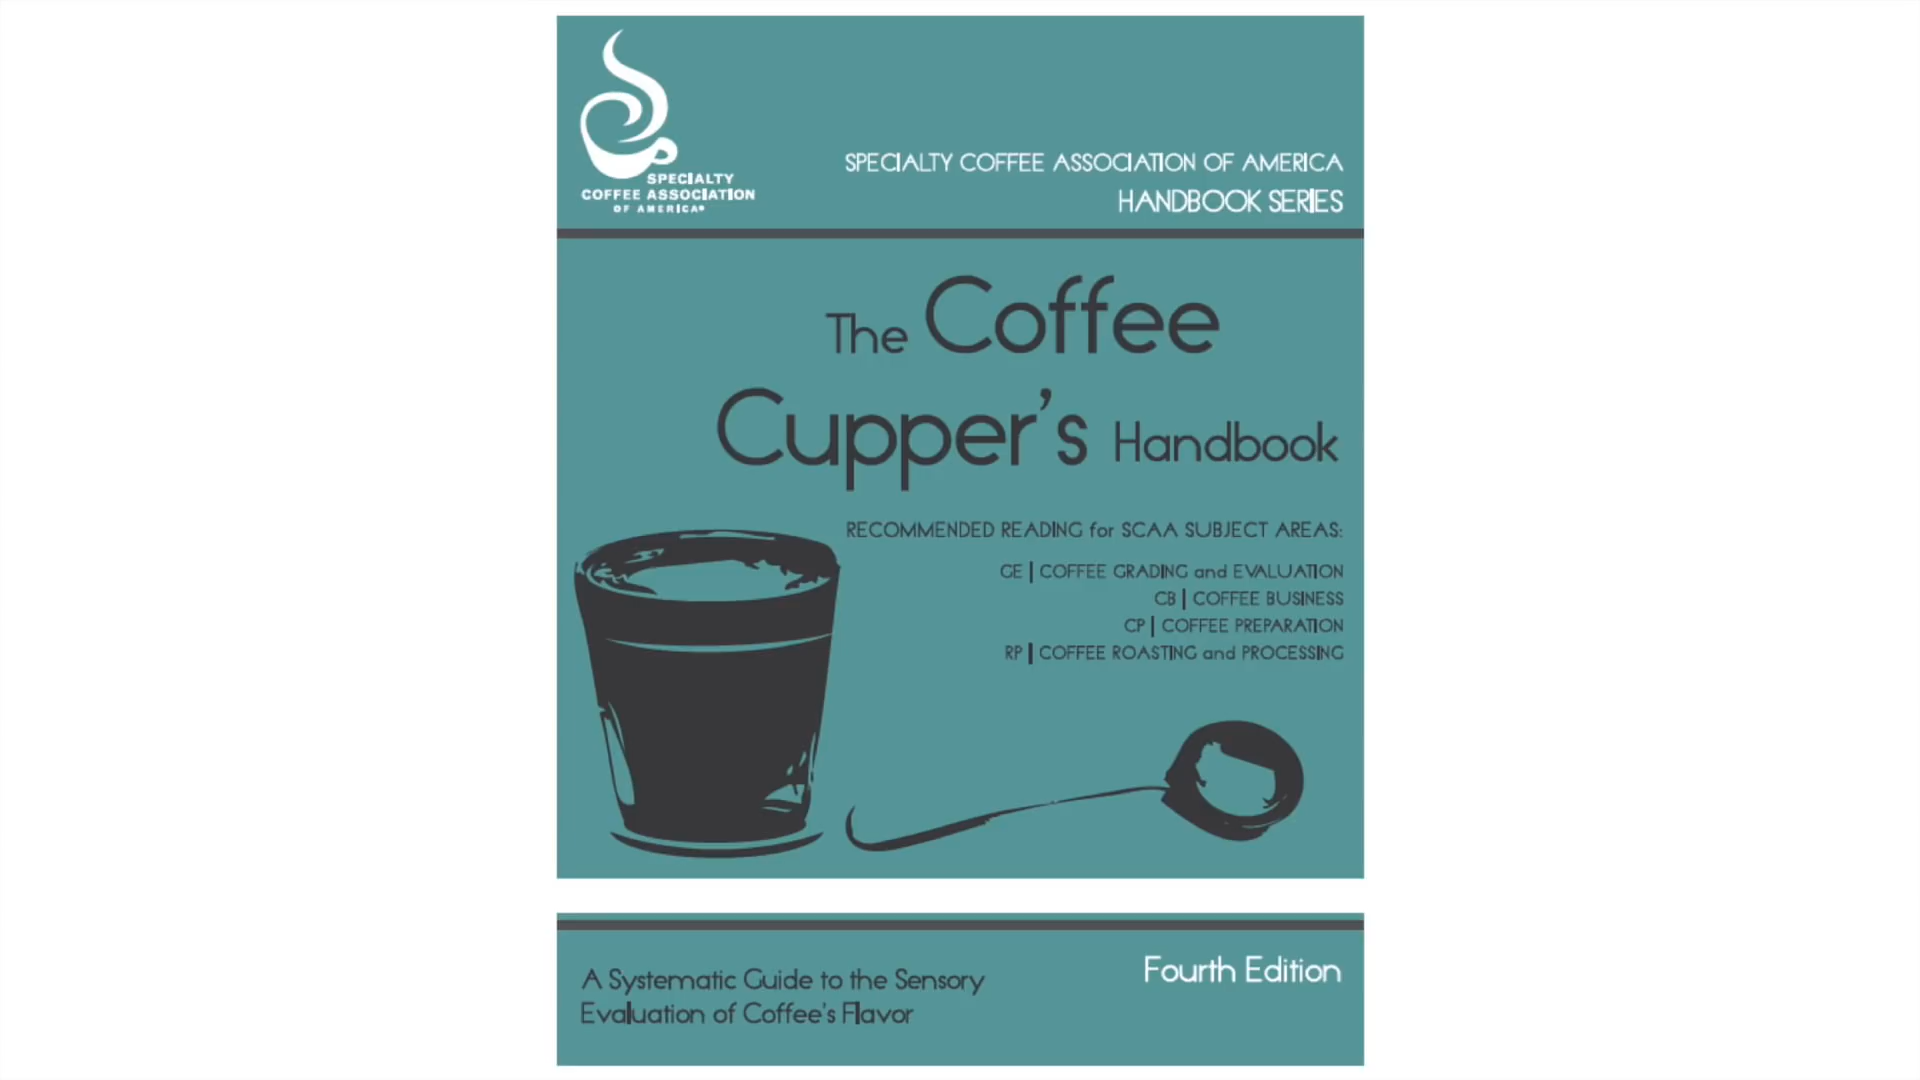 SPECIALTY
COFFEE ASSOCIATION
OF AMERICA®
SPECIALTY COFFEE ASSOCIATION OF AMERICA
HANDBOOK SERIES
The Coffee
Cupper's Handbook
RECOMMENDED READING for SCAA SUBJECT AREAS:
GE | COFFEE GRADING and EVALUATION
CB | COFFEE BUSINESS
CP | COFFEE PREPARATION
RP | COFFEE ROASTING and PROCESSING
A Systematic Guide to the Sensory
Evaluation of Coffee's Flavor
Fourth Edition